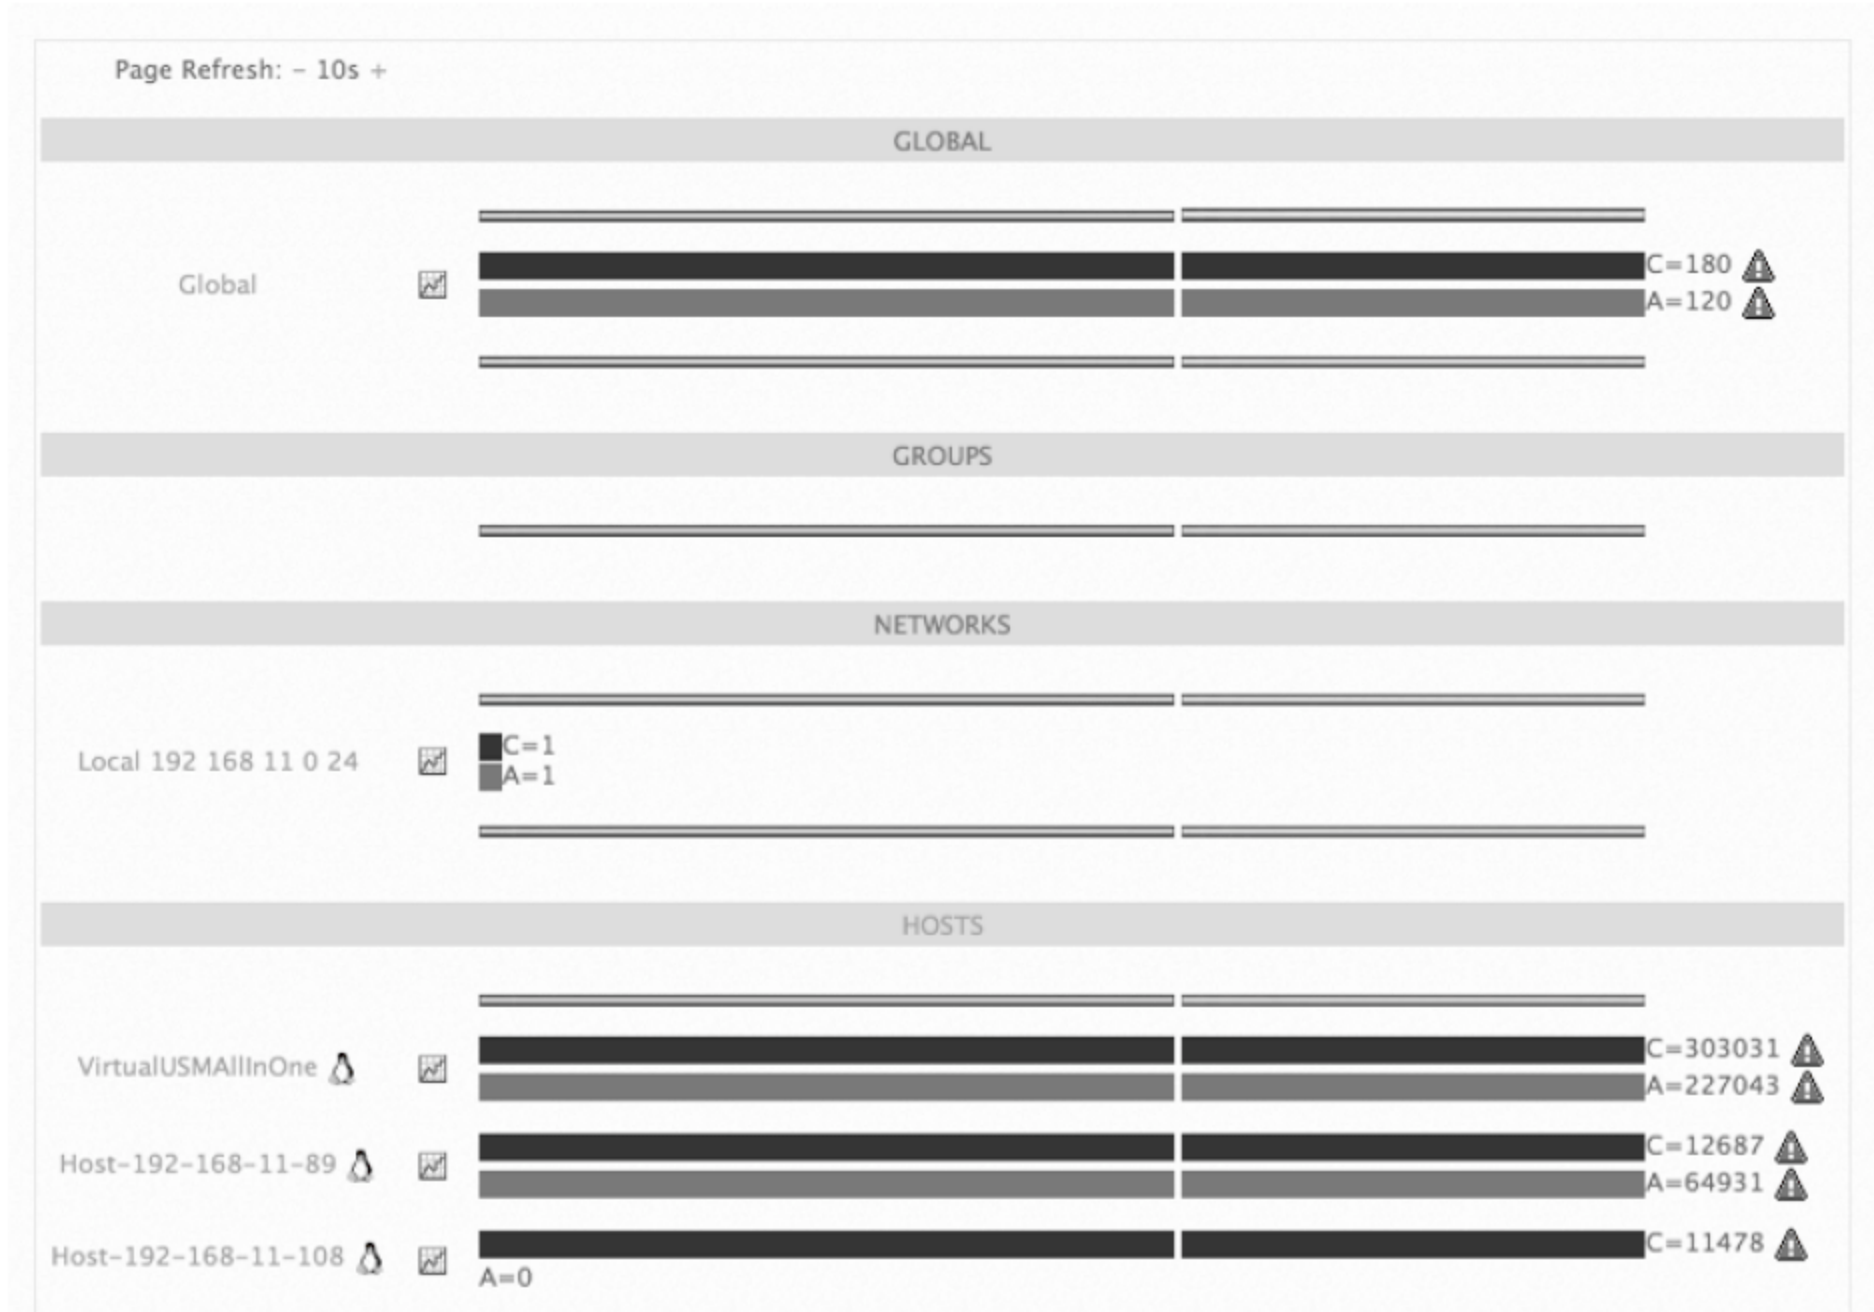 Page Refresh: - 10s +
GLOBAL
Global
C=180
A=120
GROUPS
NETWORKS
Local 192 168 11 0 24
C=1
A=1
HOSTS
VirtualUSMAllInOne
C=303031
A=227043
Host-192-168-11-89
C=12687
A=64931
Host-192-168-11-108
C=11478
A=0